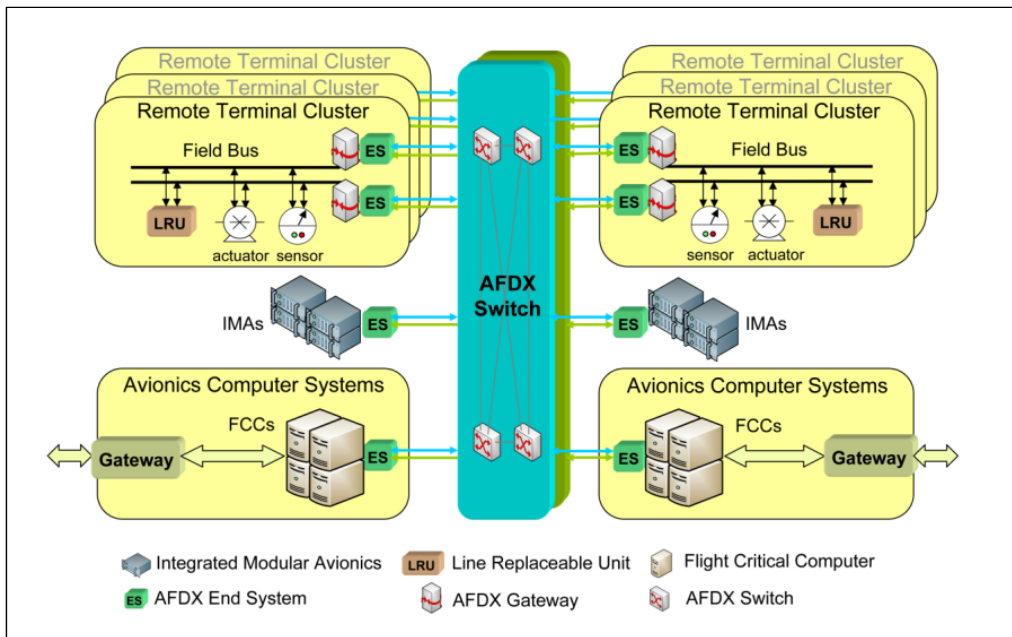 Remote Terminal Cluster
Remote Terminal Cluster
Remote Terminal Cluster
Field Bus
ES
ES
LRU
actuator
sensor
Remote Terminal Cluster
Remote Terminal Cluster
Remote Terminal Cluster
Field Bus
ES
ES
sensor
actuator
LRU
AFDX
Switch
IMAs
ES
ES
IMAs
Avionics Computer Systems
FCCs
Gateway
ES
Avionics Computer Systems
FCCs
ES
Gateway
Integrated Modular Avionics
LRU Line Replaceable Unit
Flight Critical Computer
ES AFDX End System
AFDX Gateway
AFDX Switch